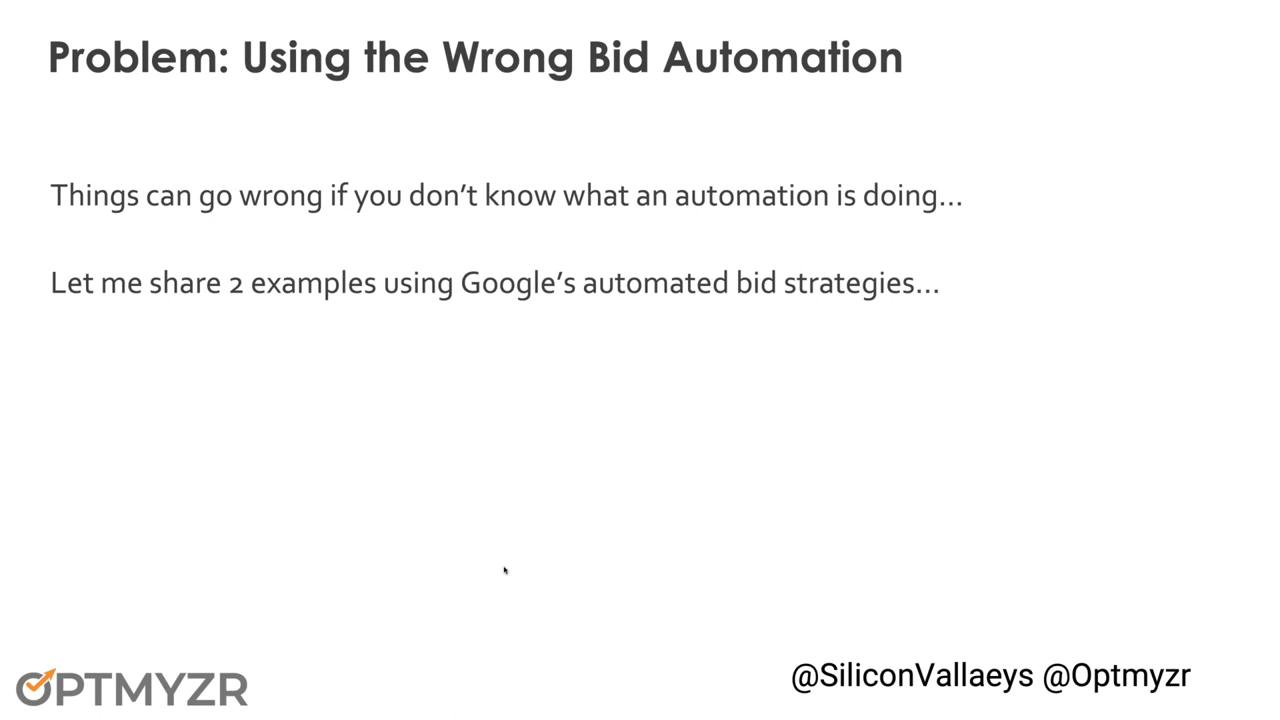 Problem: Using the Wrong Bid Automation
Things can go wrong if you don’t know what an automation is doing...
Let me share 2 examples using Google’s automated bid strategies...
OPTMYZR
@SiliconVallaeys @Optmyzr